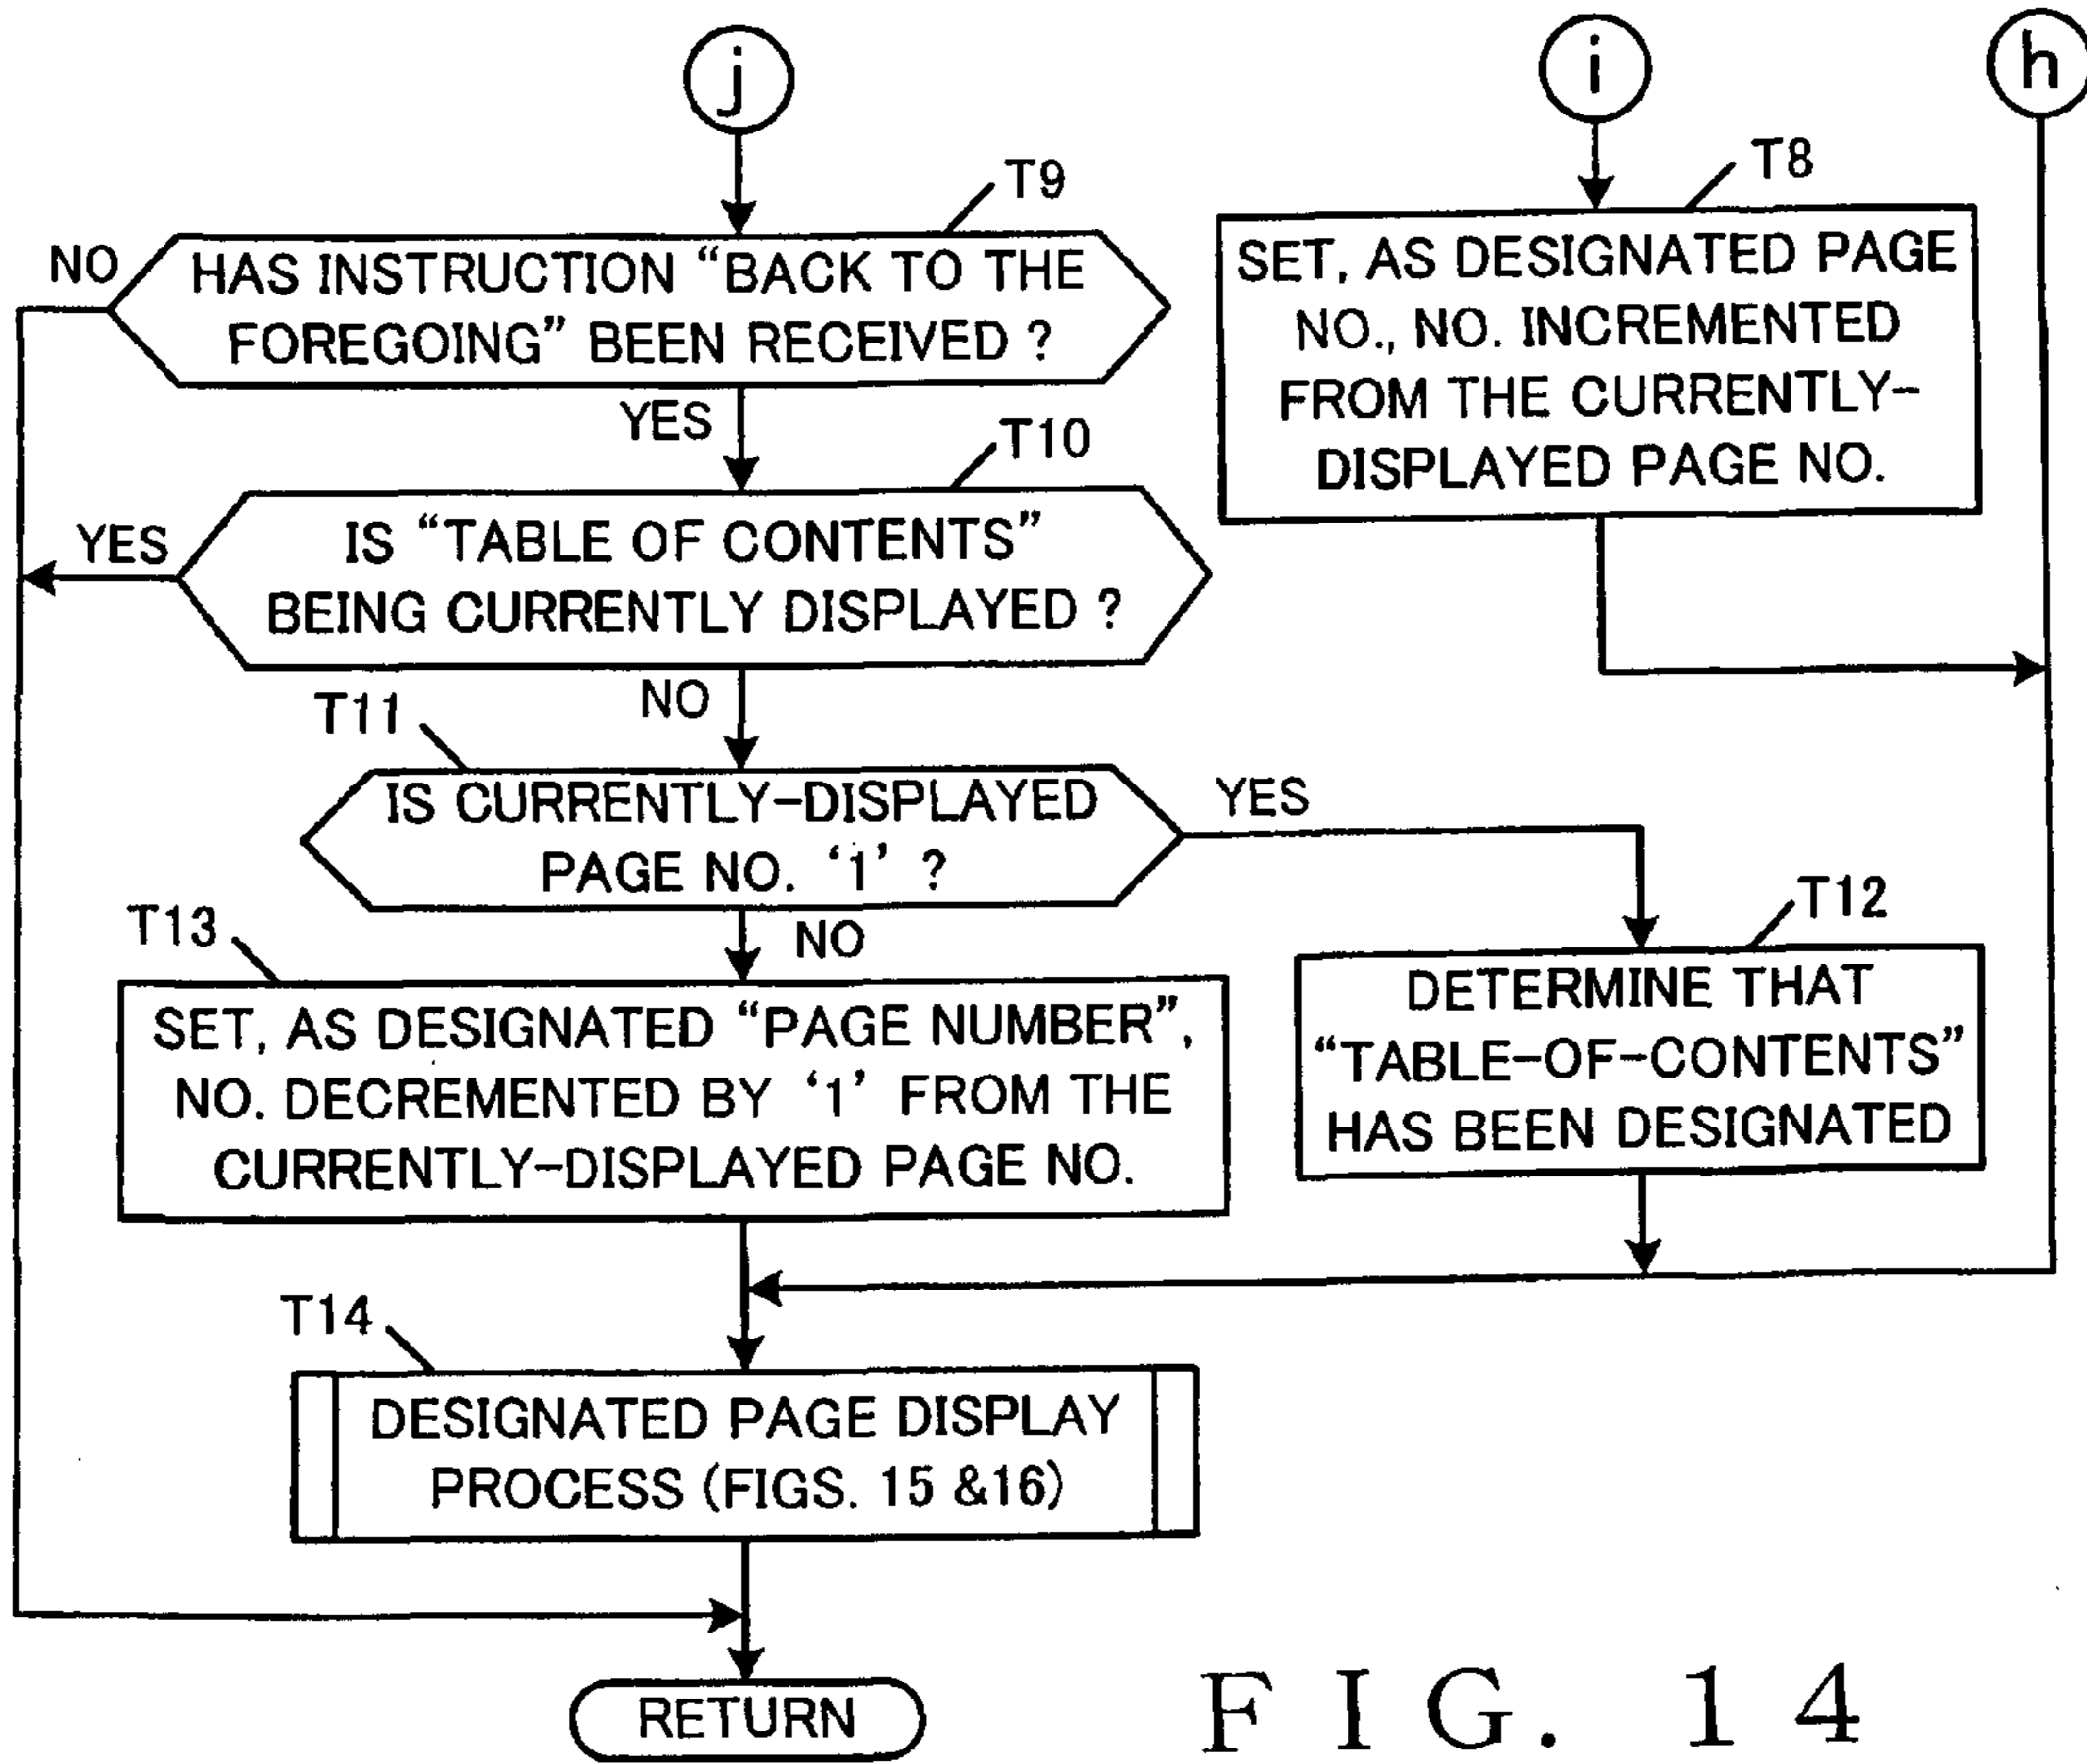 j
i
h
T9
T8
NO
HAS INSTRUCTION “BACK TO THE
FOREGOING” BEEN RECEIVED ?
SET, AS DESIGNATED PAGE
NO., NO. INCREMENTED
FROM THE CURRENTLY-
DISPLAYED PAGE NO.
YES
T10
YES
IS “TABLE OF CONTENTS”
BEING CURRENTLY DISPLAYED ?
NO
T11
IS CURRENTLY-DISPLAYED
PAGE NO. ‘1’ ?
YES
T13
NO
T12
SET, AS DESIGNATED “PAGE NUMBER”,
NO. DECREMENTED BY ‘1’ FROM THE
CURRENTLY-DISPLAYED PAGE NO.
DETERMINE THAT
“TABLE-OF-CONTENTS”
HAS BEEN DESIGNATED
T14
DESIGNATED PAGE DISPLAY
PROCESS (FIGS. 15 &16)
RETURN
FIG. 14